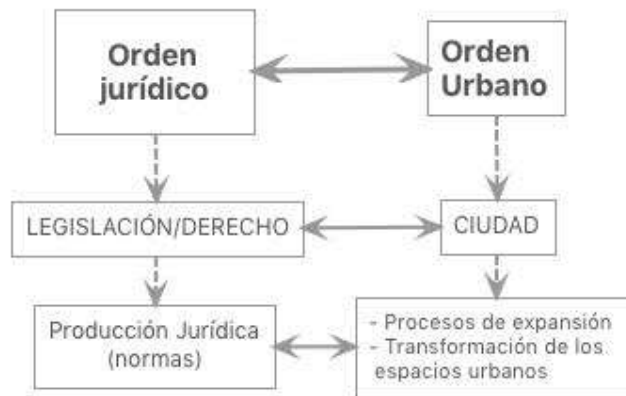 Orden
jurídico
Orden
Urbano
LEGISLACIÓN/DERECHO
CIUDAD
Producción Jurídica
(normas)
- Procesos de expansión
- Transformación de los
espacios urbanos